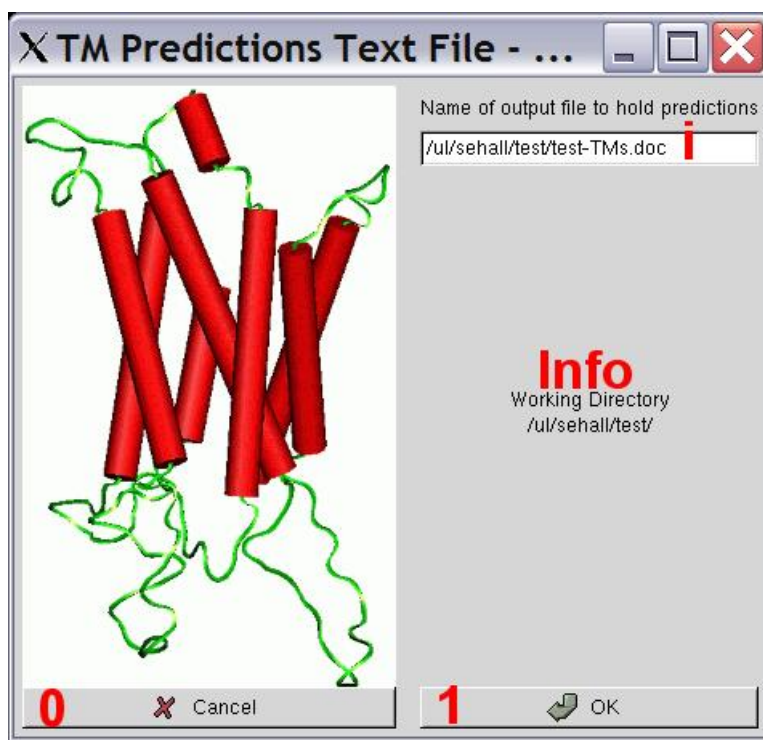 TM Predictions Text File - ...
Name of output file to hold predictions
i
/ul/sehall/test/test-TMs.doc
Info
Working Directory
/ul/sehall/test/
0 Cancel
1 OK